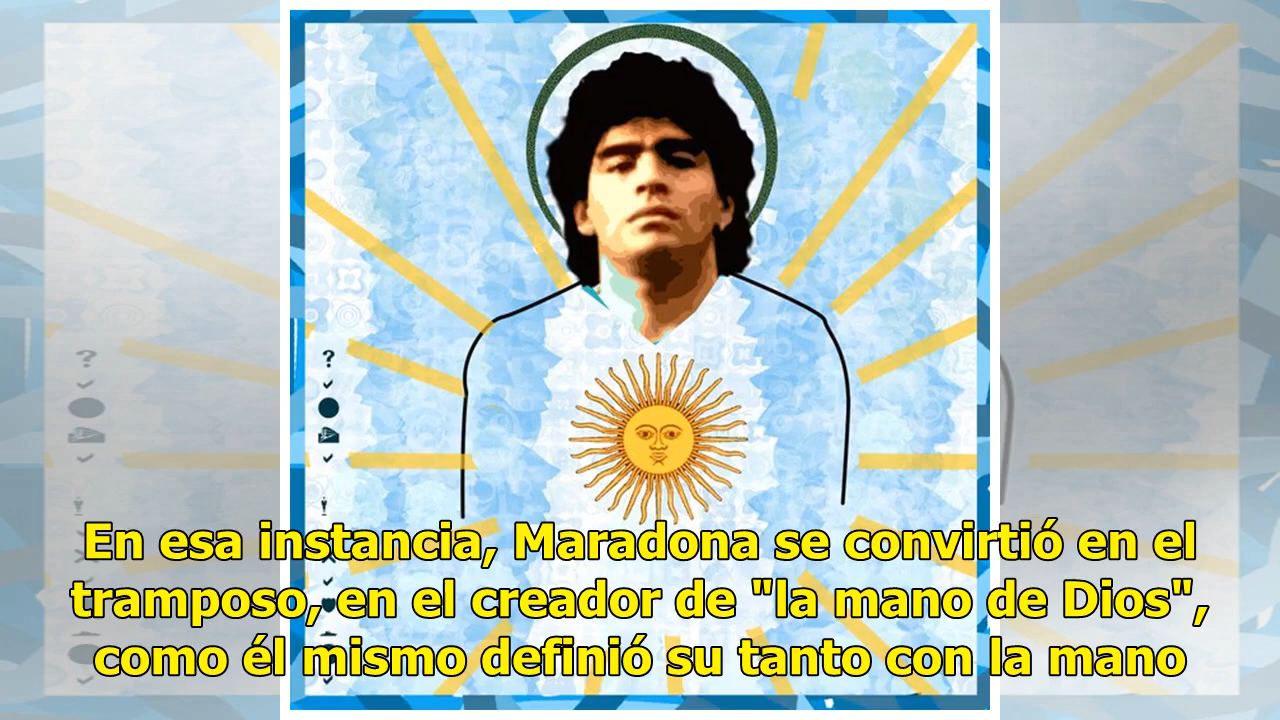 ?
?
En esa instancia, Maradona se convirtió en el
tramposo, en el creador de "la mano de Dios",
como él mismo definió su tanto con la mano